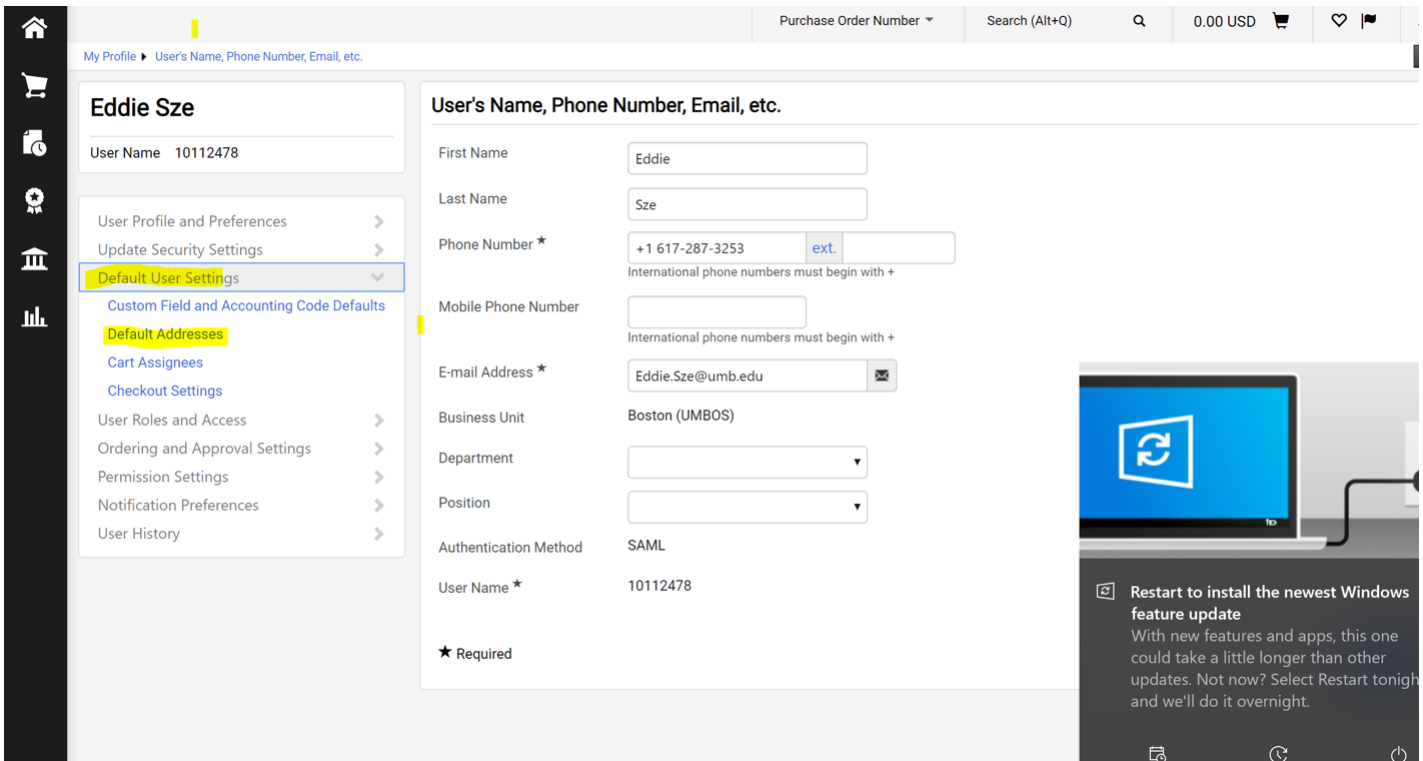 Purchase Order Number
Search (Alt+Q)
0.00 USD
My Profile
User's Name, Phone Number, Email, etc.
Eddie Sze
User Name 10112478
User Profile and Preferences
Update Security Settings
Default User Settings
Custom Field and Accounting Code Defaults
Default Addresses
Cart Assignees
Checkout Settings
User Roles and Access
Ordering and Approval Settings
Permission Settings
Notification Preferences
User History
User's Name, Phone Number, Email, etc.
First Name Eddie
Last Name Sze
Phone Number ★ +1 617-287-3253 ext.
International phone numbers must begin with +
Mobile Phone Number
International phone numbers must begin with +
E-mail Address ★ Eddie.Sze@umb.edu
Business Unit Boston (UMBOS)
Department
Position
Authentication Method SAML
User Name ★ 10112478
★ Required
Restart to install the newest Windows
feature update
With new features and apps, this one
could take a little longer than other
updates. Not now? Select Restart tonigh
and we'll do it overnight.